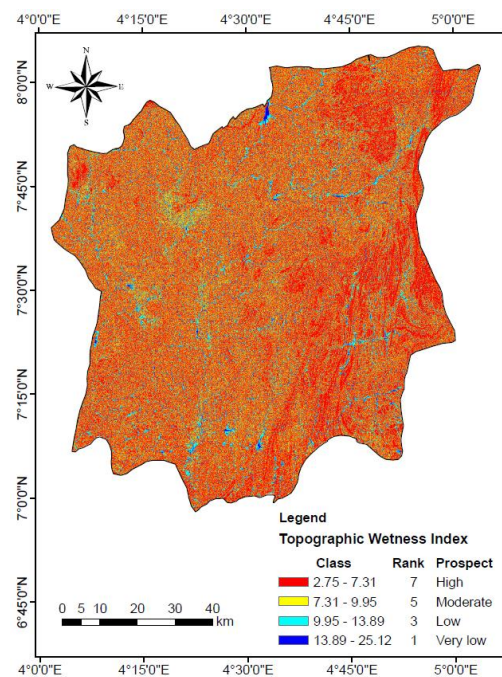 4°0'0"E 4°15'0"E 4°30'0"E 4°45'0"E 5°0'0"E
N
W E
S
8°0'0"N
7°45'0"N
7°30'0"N
7°15'0"N
7°0'0"N
6°45'0"N
Legend
Topographic Wetness Index
Class Rank Prospect
2.75 - 7.31 7 High
7.31 - 9.95 5 Moderate
9.95 - 13.89 3 Low
13.89 - 25.12 1 Very low
0 5 10 20 30 40
km
4°0'0"E 4°15'0"E 4°30'0"E 4°45'0"E 5°0'0"E